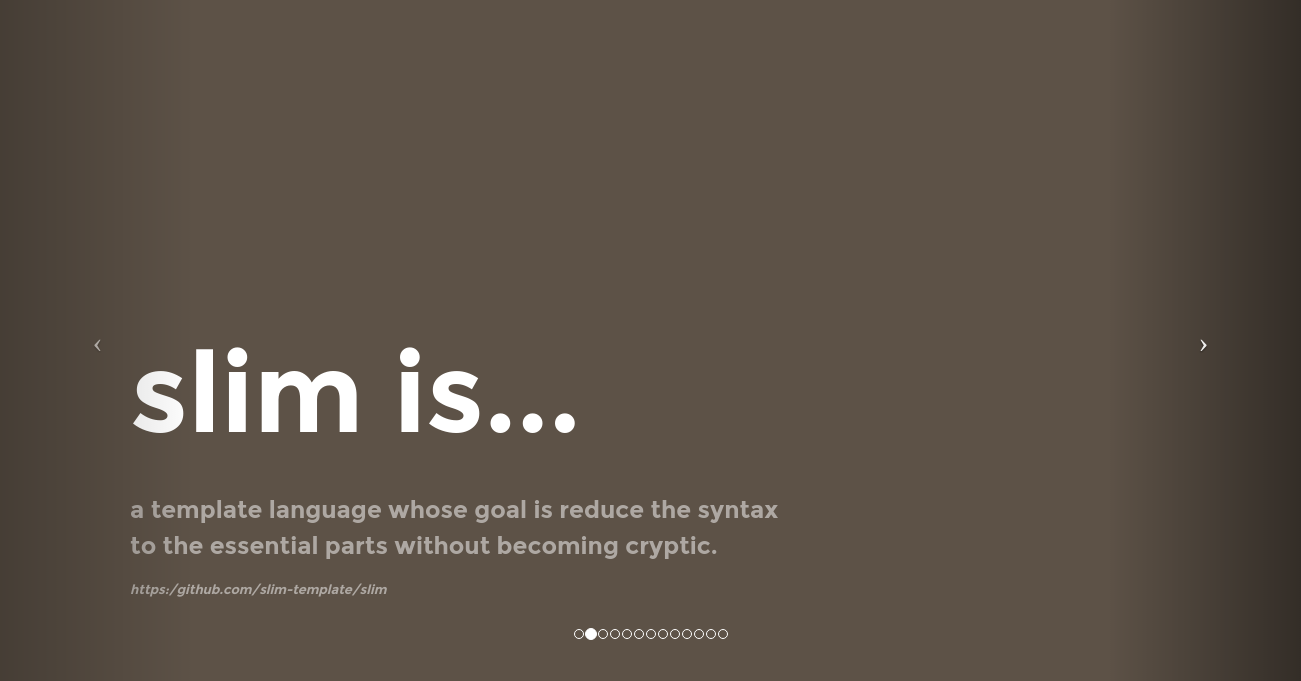 slim is...
a template language whose goal is reduce the syntax
to the essential parts without becoming cryptic.
https:/github.com/slim-template/slim